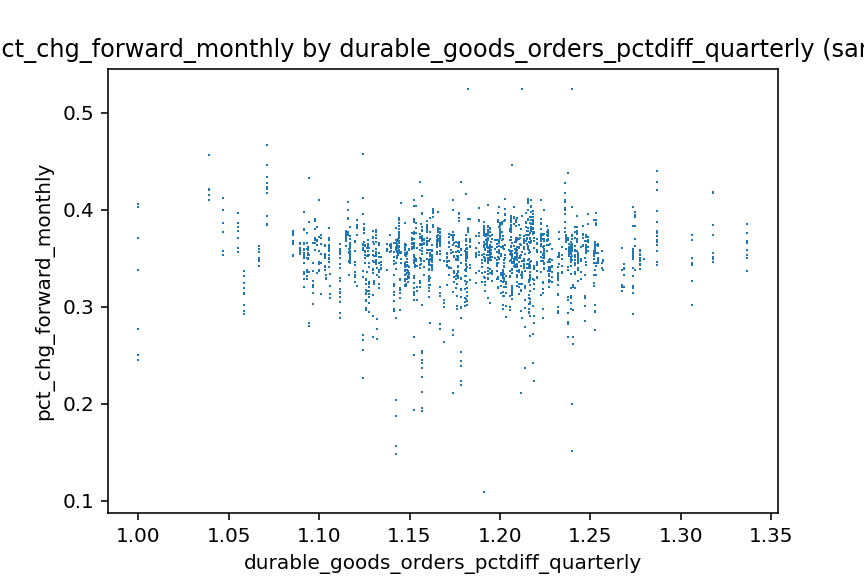 ct_chg_forward_monthly by durable_goods_orders_pctdiff_quarterly (sar
0.5
0.4
0.3
0.2
0.1
pct_chg_forward_monthly
1.00 1.05 1.10 1.15 1.20 1.25 1.30 1.35
durable_goods_orders_pctdiff_quarterly